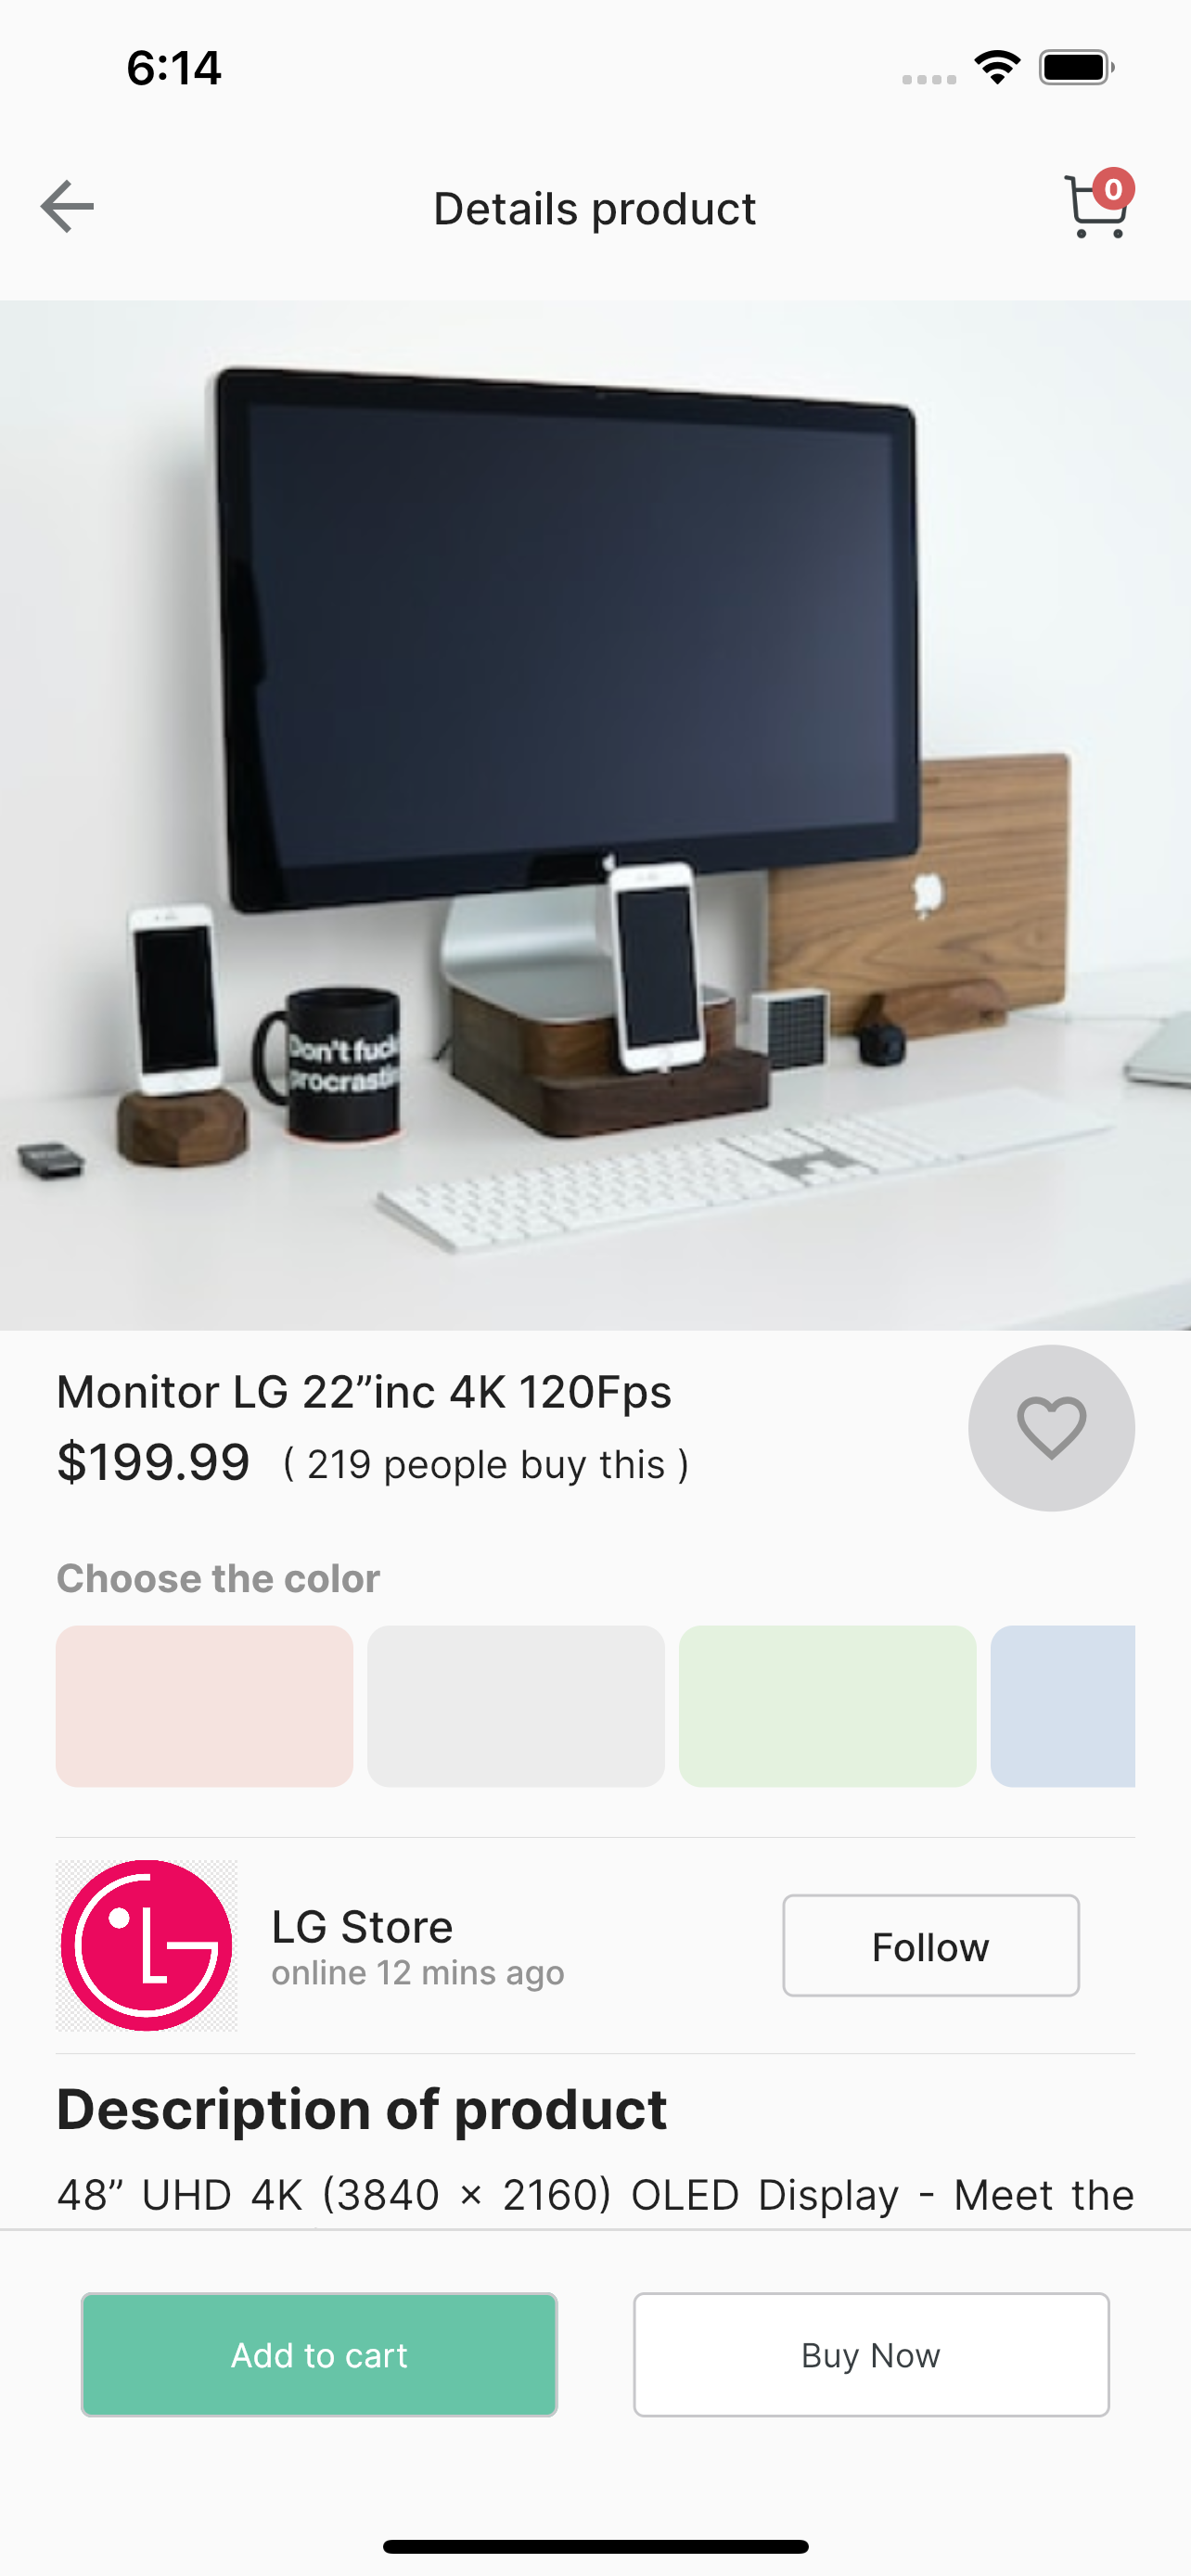 6:14
Details product
0
Don't fuck
procrasti
Monitor LG 22”inc 4K 120Fps
$199.99 ( 219 people buy this )
Choose the color
LG
LG Store
online 12 mins ago
Follow
Description of product
48” UHD 4K (3840 × 2160) OLED Display - Meet the
Add to cart
Buy Now